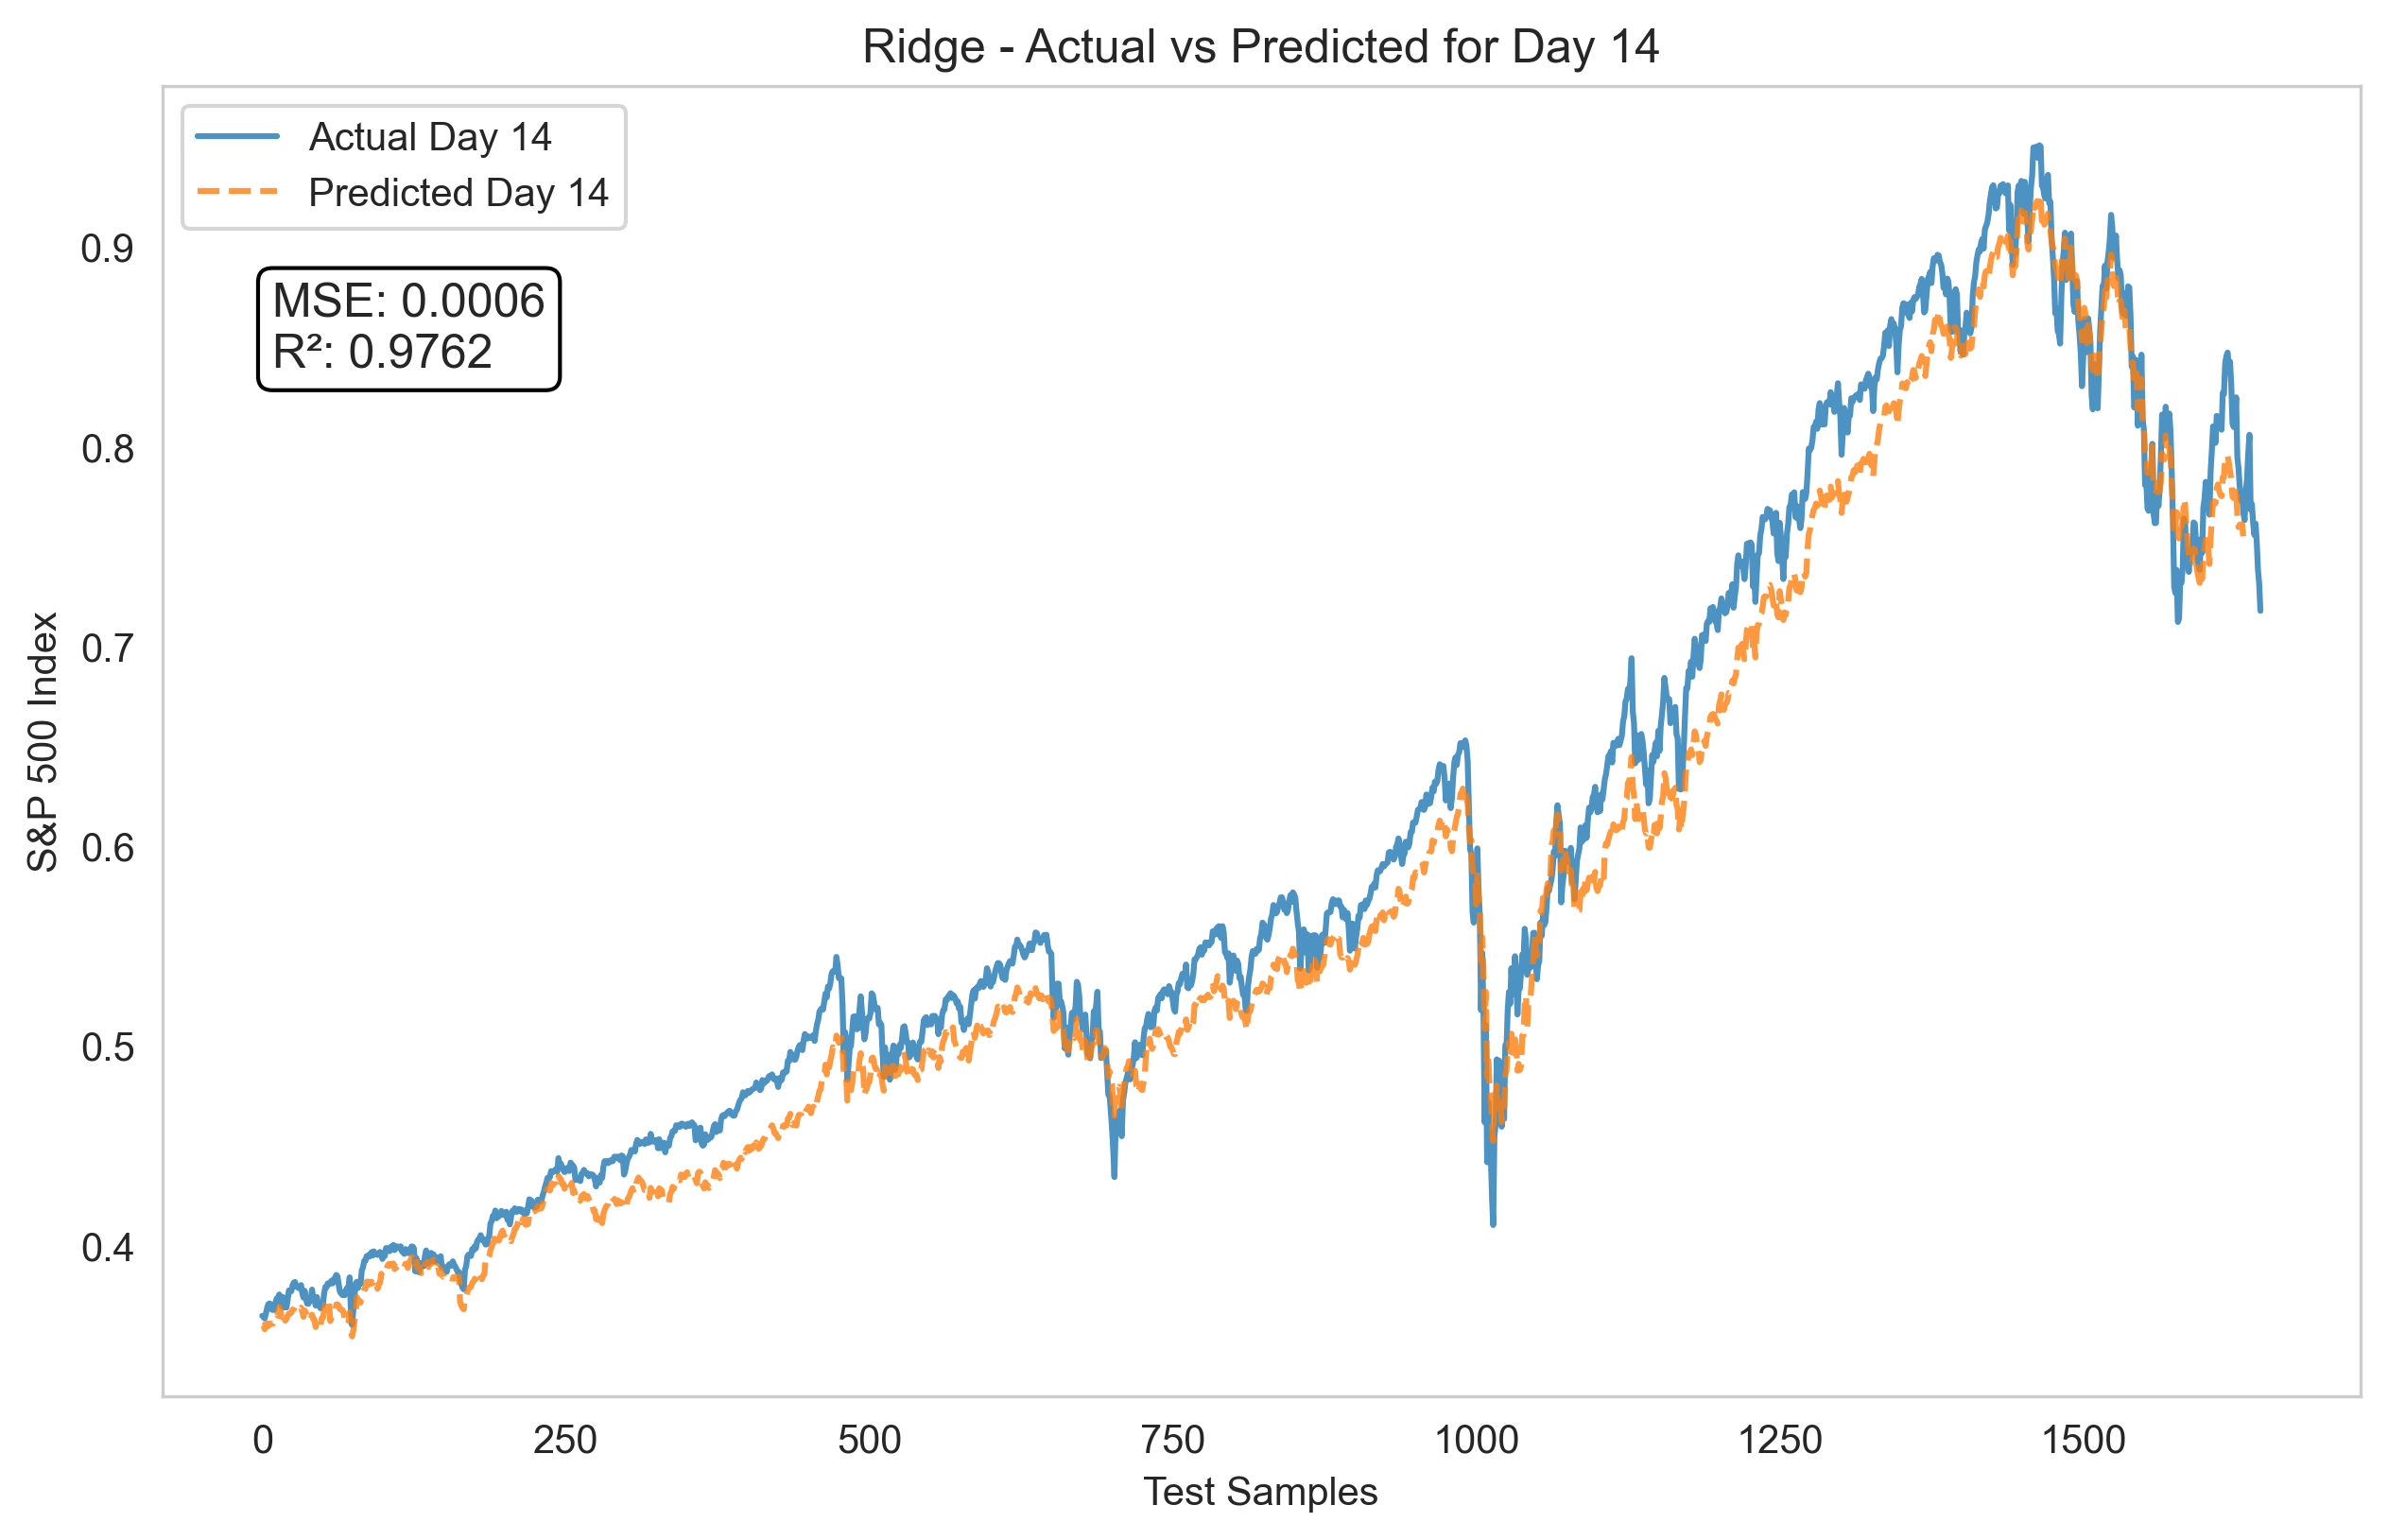 Ridge - Actual vs Predicted for Day 14
Actual Day 14
Predicted Day 14
MSE: 0.0006
R²: 0.9762
0.9
0.8
0.7
0.6
0.5
0.4
S&P 500 Index
0 250 500 750 1000 1250 1500
Test Samples